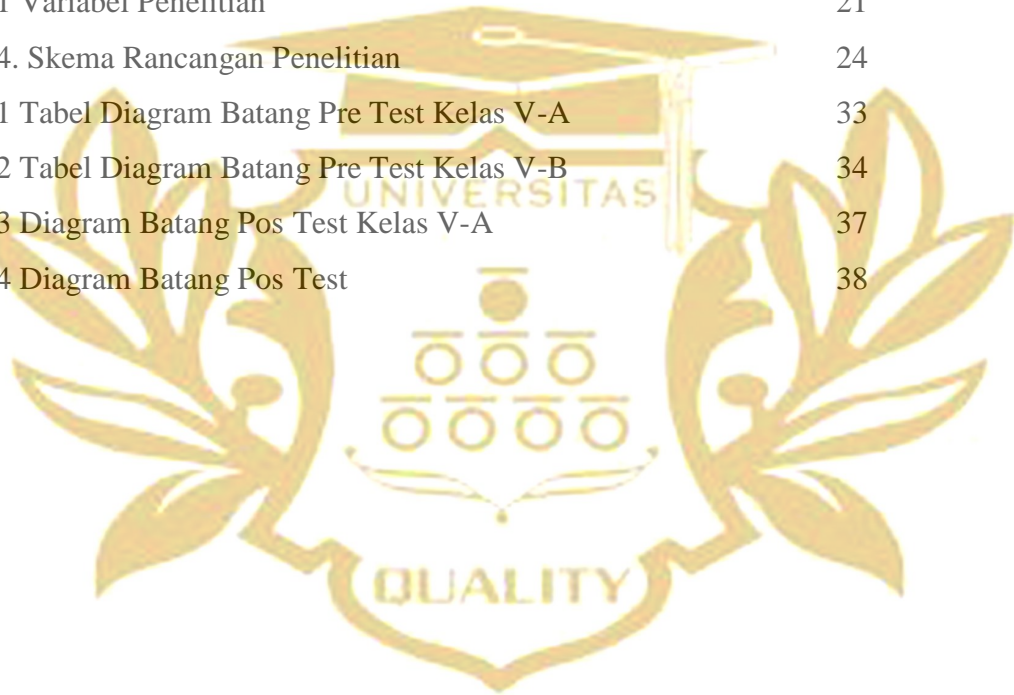 1 Variabel Penelitian 21
4. Skema Rancangan Penelitian 24
1 Tabel Diagram Batang Pre Test Kelas V-A 33
2 Tabel Diagram Batang Pre Test Kelas V-B 34
UNIVERSITAS
3 Diagram Batang Pos Test Kelas V-A 37
4 Diagram Batang Pos Test 38
QUALITY